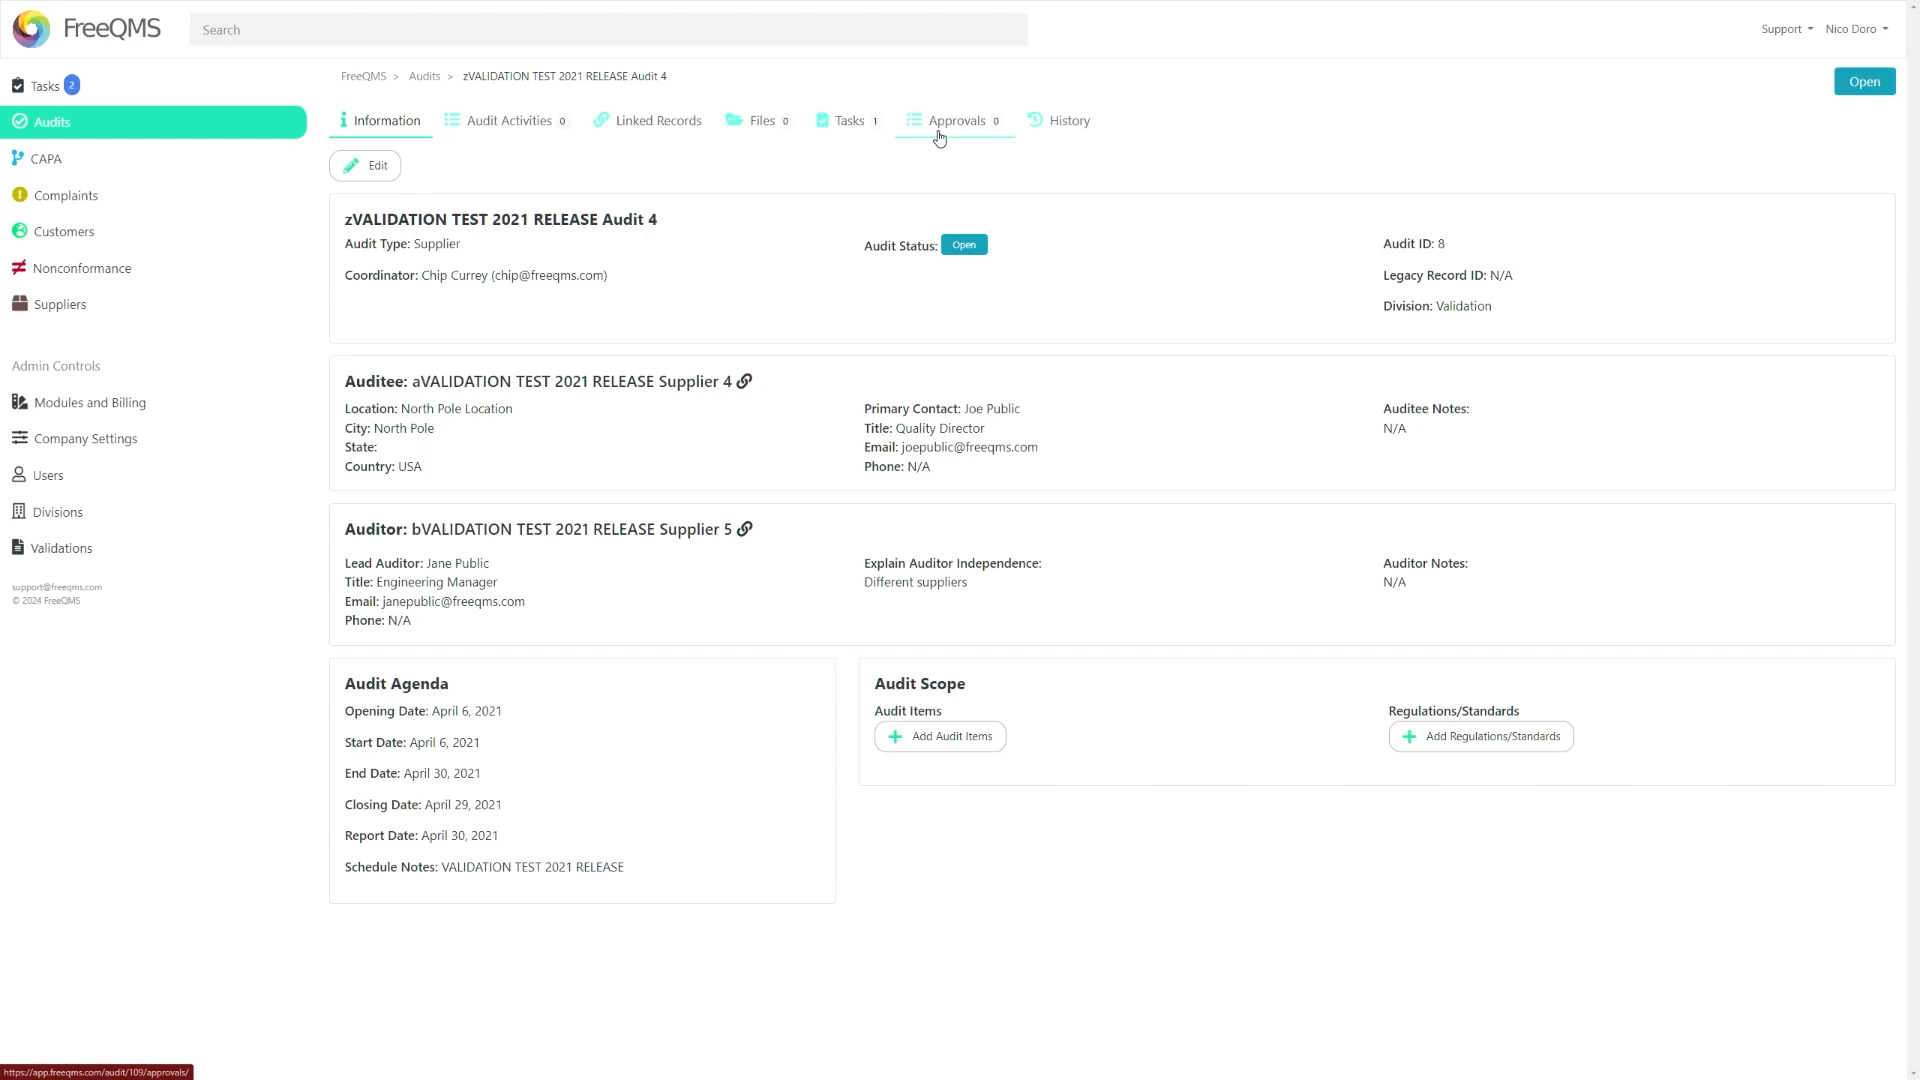 FreeQMS
Search
Support
Nico Doro
Tasks 2
Audits
CAPA
Complaints
Customers
Nonconformance
Suppliers
Admin Controls
Modules and Billing
Company Settings
Users
Divisions
Validations
support@freeqms.com
© 2024 FreeQMS
FreeQMS > Audits > zVALIDATION TEST 2021 RELEASE Audit 4
Open
Information
Audit Activities 0
Linked Records
Files 0
Tasks 1
Approvals 0
History
Edit
zVALIDATION TEST 2021 RELEASE Audit 4
Audit Type: Supplier
Coordinator: Chip Currey (chip@freeqms.com)
Audit Status: Open
Audit ID: 8
Legacy Record ID: N/A
Division: Validation
Auditee: aVALIDATION TEST 2021 RELEASE Supplier 4
Location: North Pole Location
City: North Pole
State:
Country: USA
Primary Contact: Joe Public
Title: Quality Director
Email: joepublic@freeqms.com
Phone: N/A
Auditee Notes:
N/A
Auditor: bVALIDATION TEST 2021 RELEASE Supplier 5
Lead Auditor: Jane Public
Title: Engineering Manager
Email: janepublic@freeqms.com
Phone: N/A
Explain Auditor Independence:
Different suppliers
Auditor Notes:
N/A
Audit Agenda
Opening Date: April 6, 2021
Start Date: April 6, 2021
End Date: April 30, 2021
Closing Date: April 29, 2021
Report Date: April 30, 2021
Schedule Notes: VALIDATION TEST 2021 RELEASE
Audit Scope
Audit Items
Add Audit Items
Regulations/Standards
Add Regulations/Standards
https://app.freeqms.com/audit/109/approvals/